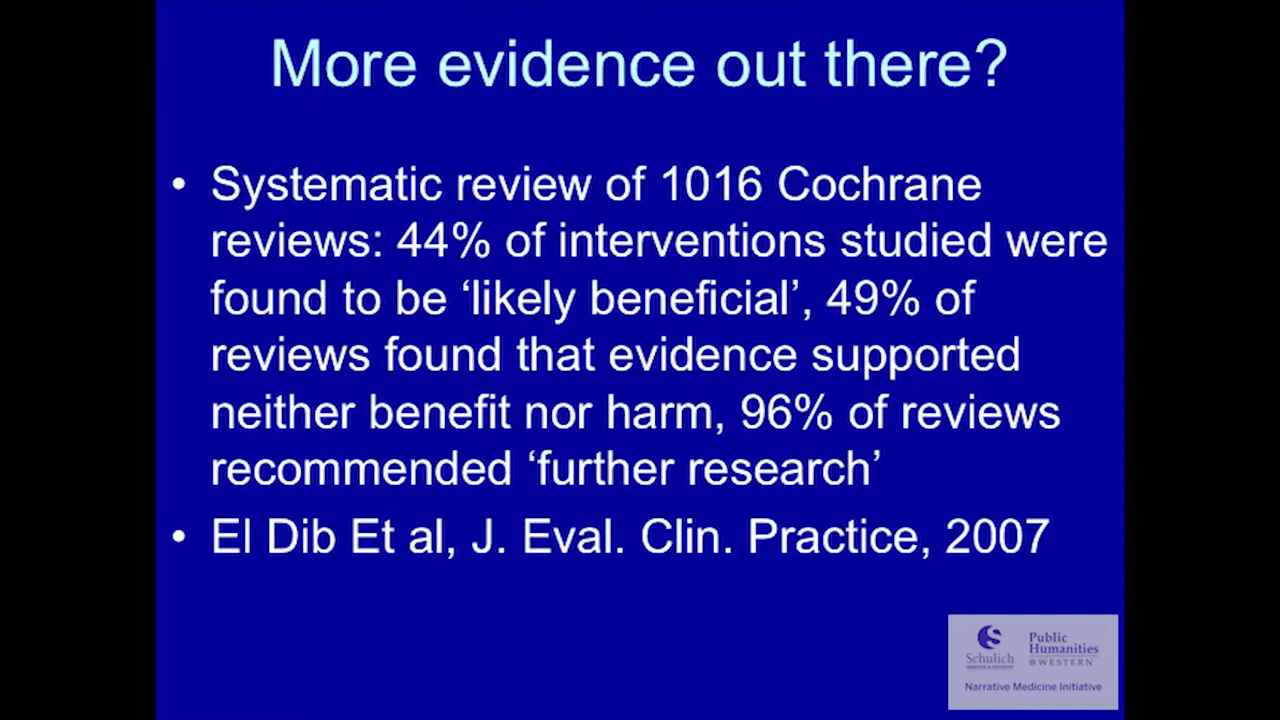 More evidence out there?
• Systematic review of 1016 Cochrane
reviews: 44% of interventions studied were
found to be ‘likely beneficial’, 49% of
reviews found that evidence supported
neither benefit nor harm, 96% of reviews
recommended ‘further research’
• El Dib Et al, J. Eval. Clin. Practice, 2007
Schulich
MEDICINE & DENTISTRY
Public
Humanities
@WESTERN
Narrative Medicine Initiative